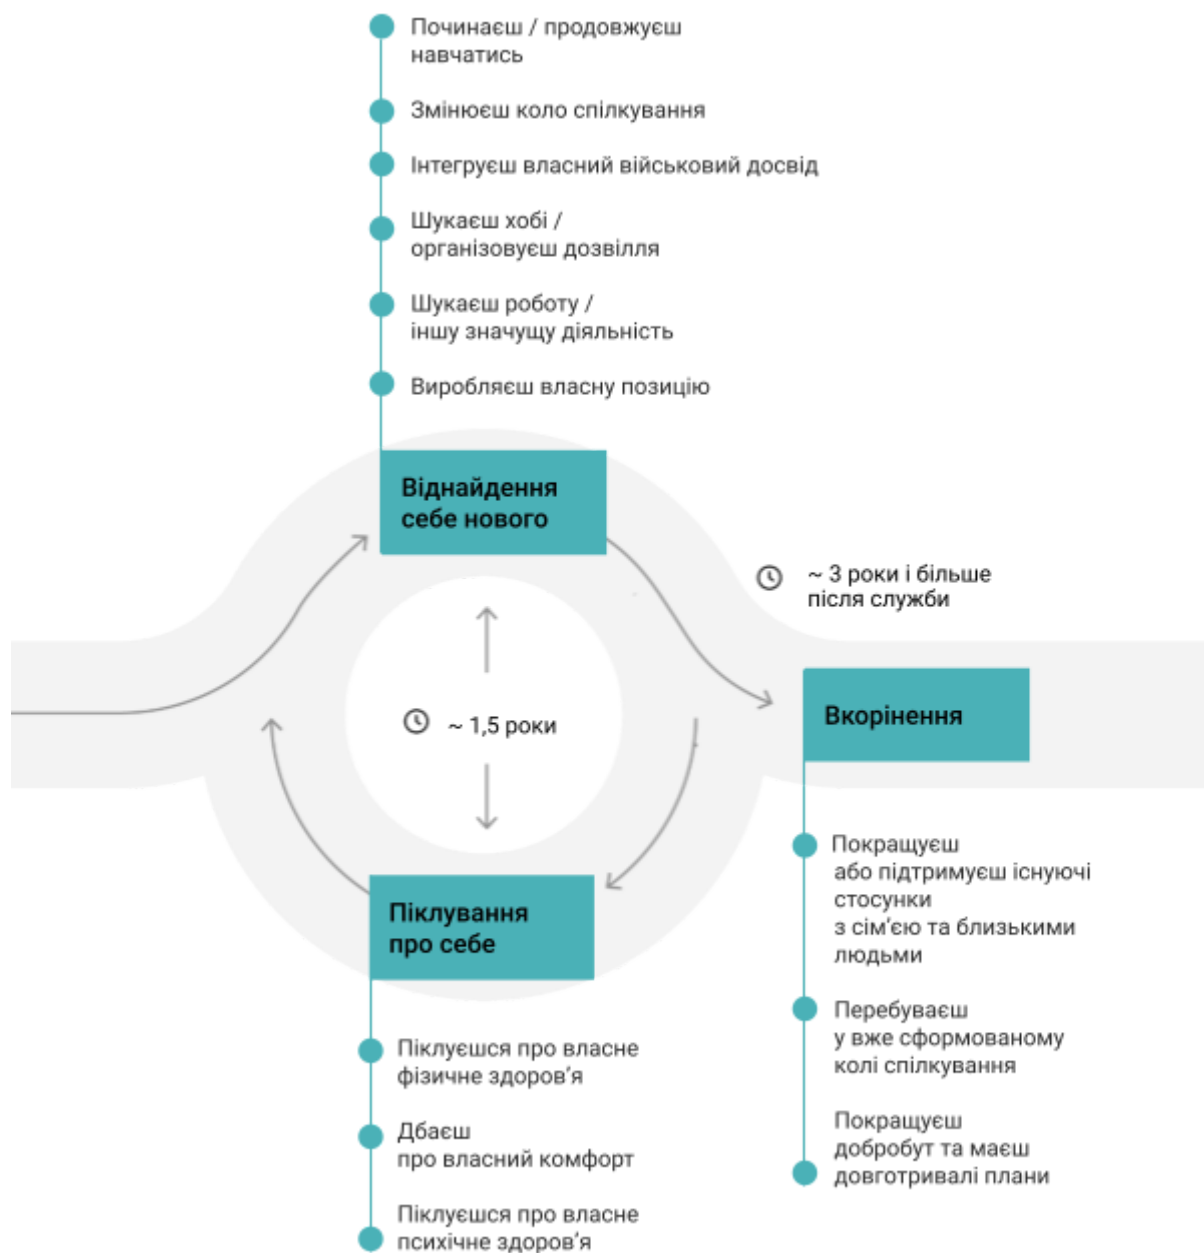 Починаєш / продовжуєш
навчатись
Змінюєш коло спілкування
Інтегруєш власний військовий досвід
Шукаєш хобі /
організовуєш дозвілля
Шукаєш роботу /
іншу значущу діяльність
Виробляєш власну позицію
Віднайдення
себе нового
~ 3 роки і більше
після служби
~ 1,5 роки
Вкорінення
Покращуєш
або підтримуєш існуючі
стосунки
з сім’єю та близькими
людьми
Перебуваєш
у вже сформованому
колі спілкування
Покращуєш
добробут та маєш
довготривалі плани
Піклування
про себе
Піклуєшся про власне
фізичне здоров’я
Дбаєш
про власний комфорт
Піклуєшся про власне
психічне здоров’я